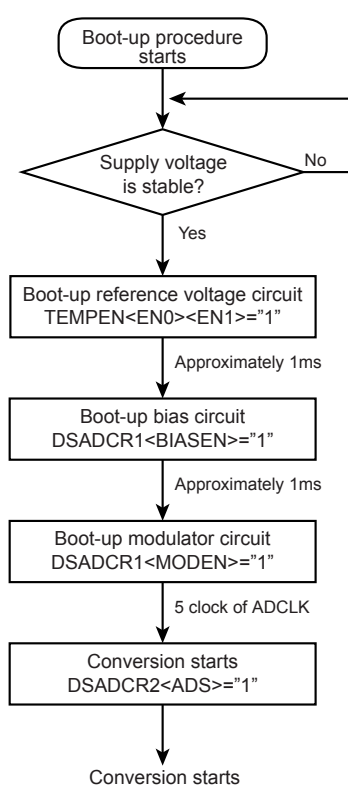 Boot-up procedure
starts
Supply voltage
is stable?
No
Yes
Boot-up reference voltage circuit
TEMPEN<EN0><EN1>=”1”
Approximately 1ms
Boot-up bias circuit
DSADCR1<BIASEN>=”1”
Approximately 1ms
Boot-up modulator circuit
DSADCR1<MODEN>=”1”
5 clock of ADCLK
Conversion starts
DSADCR2<ADS>=”1”
Conversion starts